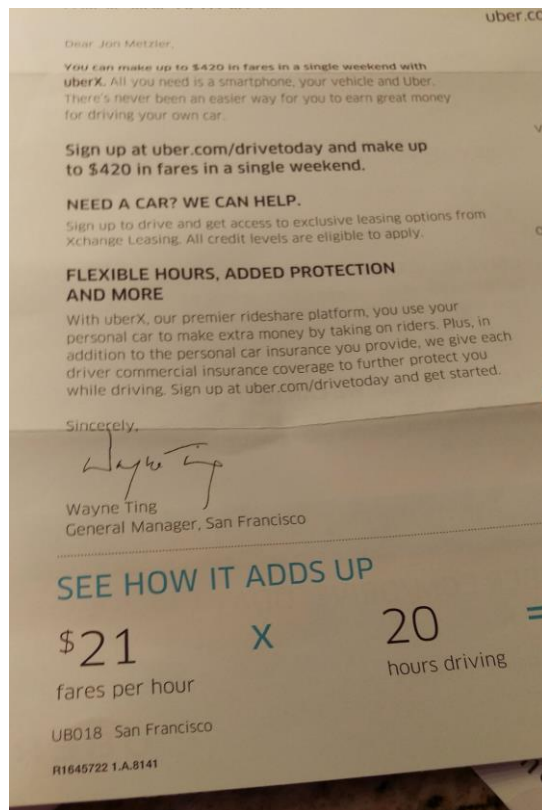 uber.co
Dear Jon Metzler,
You can make up to $420 in fares in a single weekend with
uberX. All you need is a smartphone, your vehicle and Uber.
There's never been an easier way for you to earn great money
for driving your own car.
Sign up at uber.com/drivetoday and make up
to $420 in fares in a single weekend.
NEED A CAR? WE CAN HELP.
Sign up to drive and get access to exclusive leasing options from
Xchange Leasing. All credit levels are eligible to apply.
FLEXIBLE HOURS, ADDED PROTECTION
AND MORE
With uberX, our premier rideshare platform, you use your
personal car to make extra money by taking on riders. Plus, in
addition to the personal car insurance you provide, we give each
driver commercial insurance coverage to further protect you
while driving. Sign up at uber.com/drivetoday and get started.
Sincerely,
Wayne Ting
Wayne Ting
General Manager, San Francisco
SEE HOW IT ADDS UP
$21 X 20 =
fares per hour hours driving
UB018 San Francisco
R1645722 1.A.8141